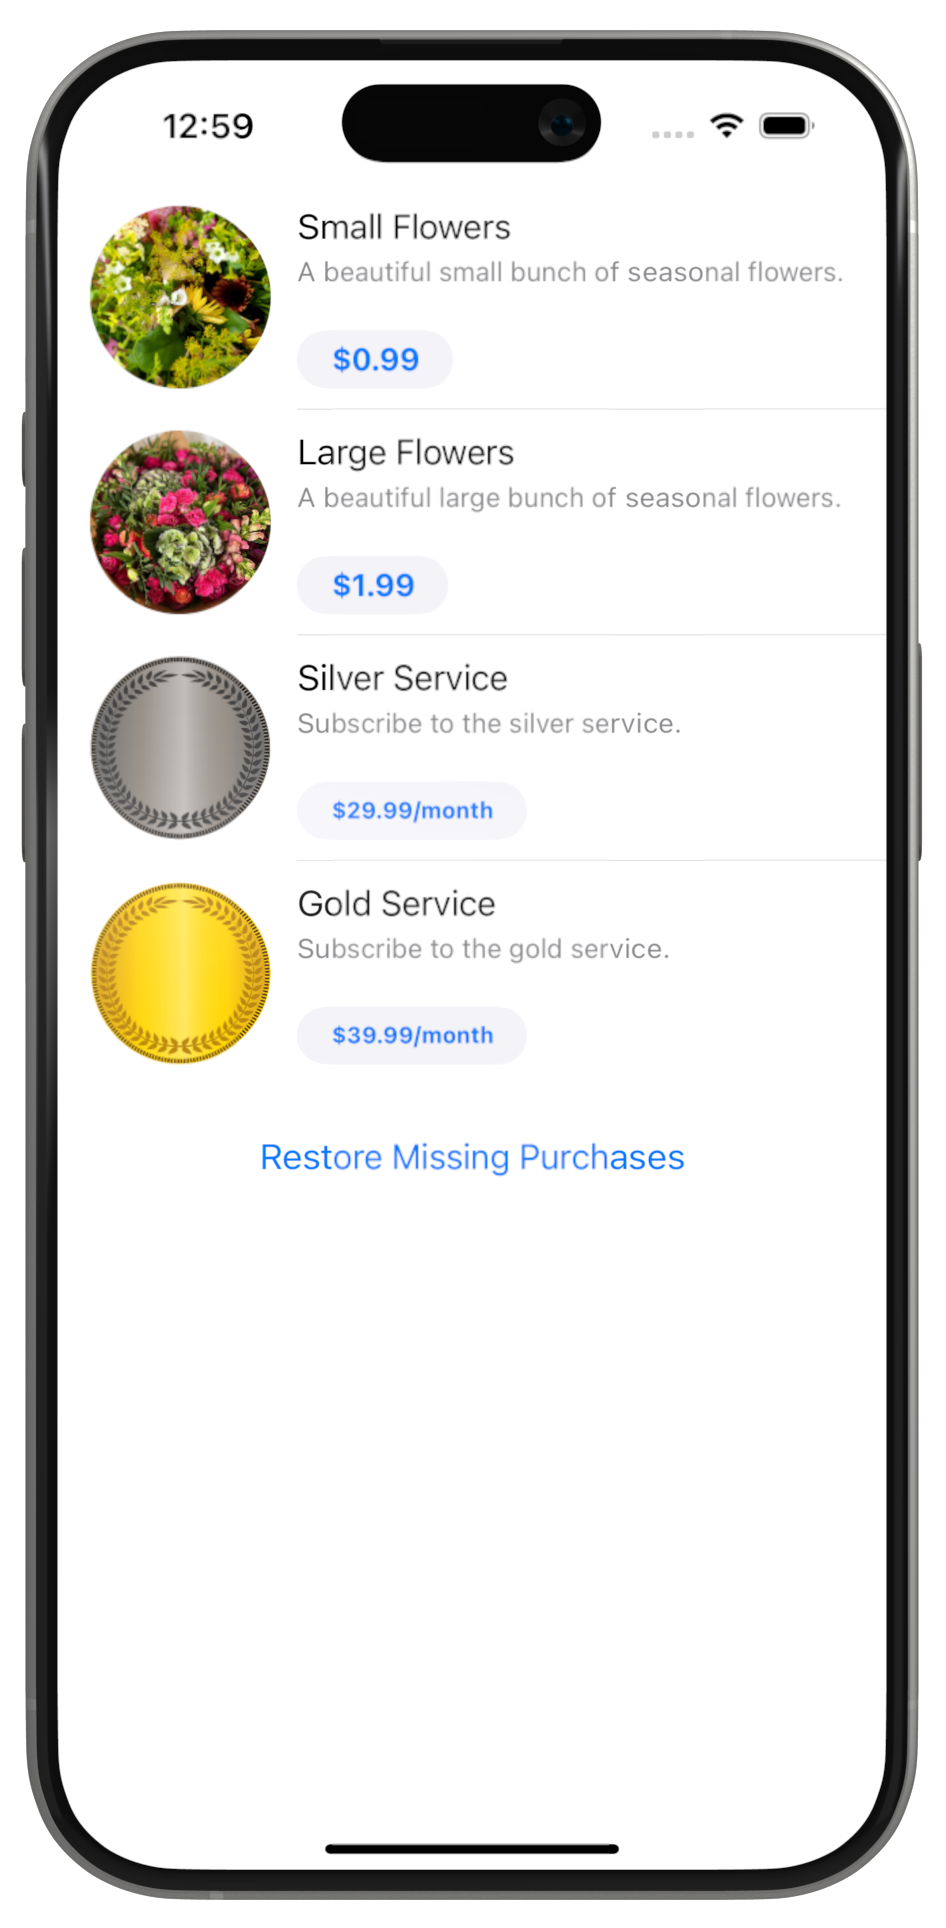 12:59
Small Flowers
A beautiful small bunch of seasonal flowers.
$0.99
Large Flowers
A beautiful large bunch of seasonal flowers.
$1.99
Silver Service
Subscribe to the silver service.
$29.99/month
Gold Service
Subscribe to the gold service.
$39.99/month
Restore Missing Purchases